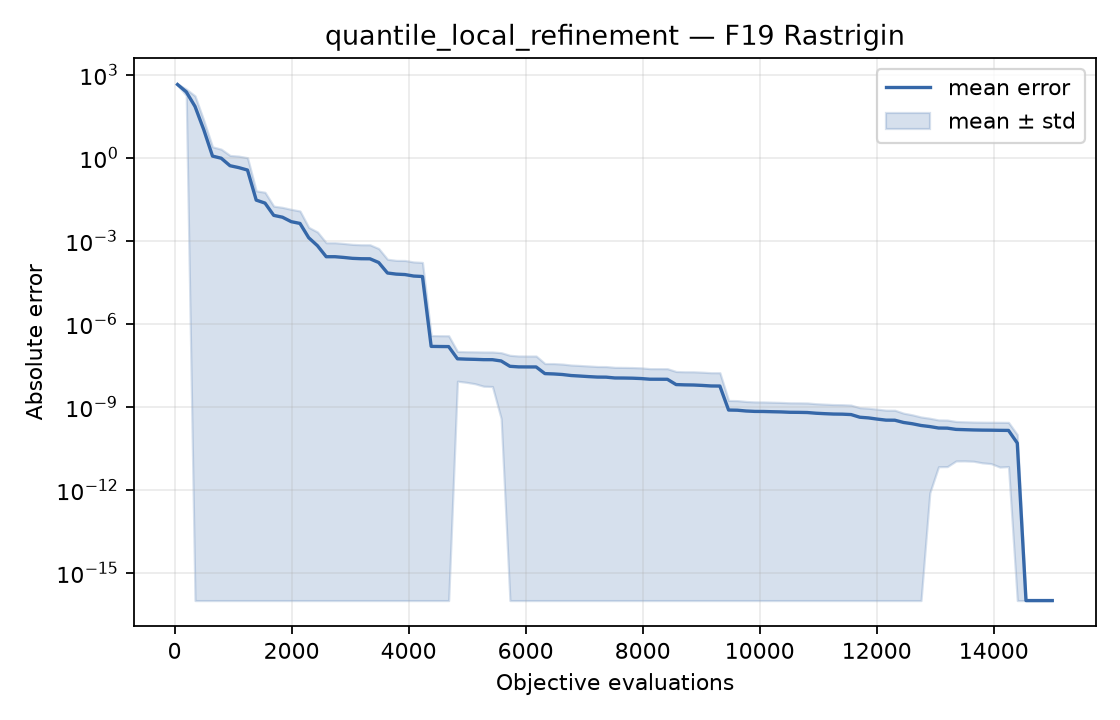 quantile_local_refinement — F19 Rastrigin
mean error
mean ± std
Absolute error
10³
10⁰
10⁻³
10⁻⁶
10⁻⁹
10⁻¹²
10⁻¹⁵
0 2000 4000 6000 8000 10000 12000 14000
Objective evaluations